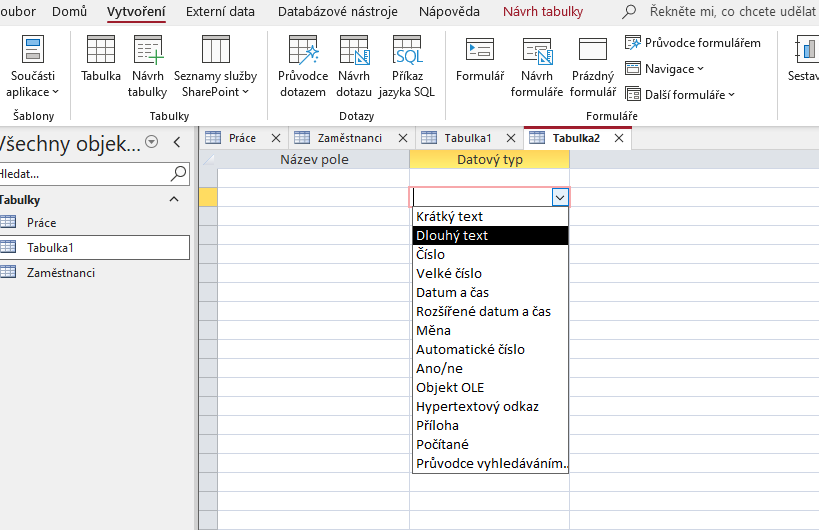 oubor Domů Vytvoření Externí data Databázové nástroje Nápověda Návrh tabulky Řekněte mi, co chcete udělat
Součásti aplikace
Šablony
Tabulka
Návrh tabulky
Seznamy služby SharePoint
Tabulky
Průvodce dotazem
Návrh dotazu
Příkaz jazyka SQL
Dotazy
Formulář
Návrh formuláře
Prázdný formulář
Průvodce formulářem
Navigace
Další formuláře
Formuláře
Sestav
Všechny objek...
Hledat...
Tabulky
Práce
Tabulka1
Zaměstnanci
Práce Zaměstnanci Tabulka1 Tabulka2
Název pole Datový typ
Krátký text
Dlouhý text
Číslo
Velké číslo
Datum a čas
Rozšířené datum a čas
Měna
Automatické číslo
Ano/ne
Objekt OLE
Hypertextový odkaz
Příloha
Počítané
Průvodce vyhledáváním..